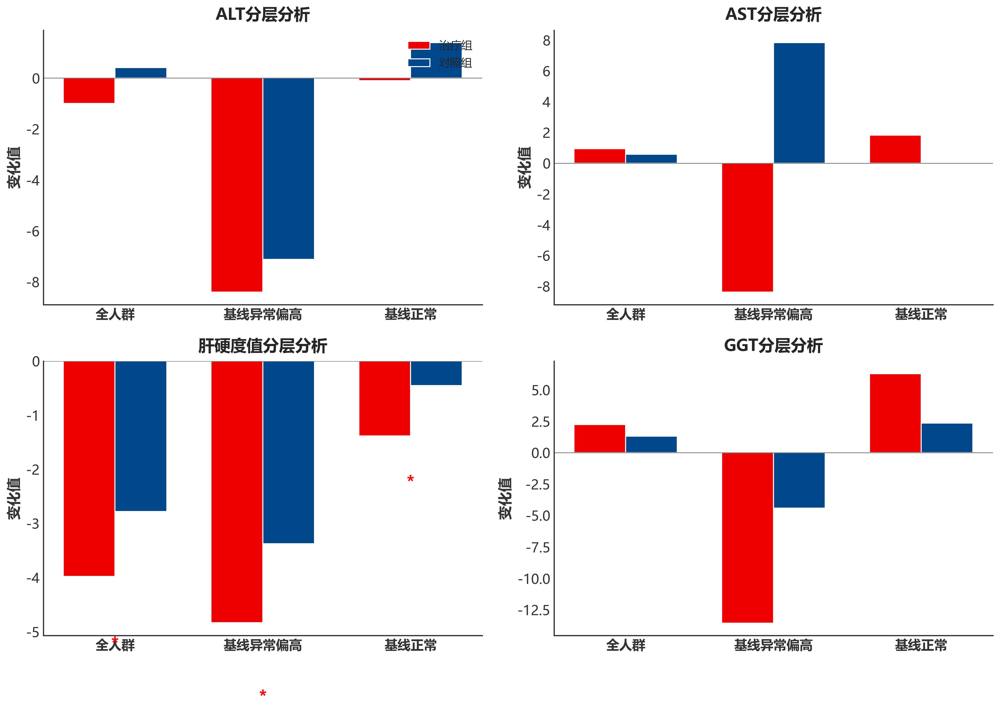 ALT分层分析
治疗组
对照组
变化值
0
-2
-4
-6
-8
全人群
基线异常偏高
基线正常
AST分层分析
变化值
8
6
4
2
0
-2
-4
-6
-8
全人群
基线异常偏高
基线正常
肝硬度值分层分析
变化值
0
-1
-2
-3
-4
-5
*
*
*
全人群
基线异常偏高
基线正常
GGT分层分析
变化值
5.0
2.5
0.0
-2.5
-5.0
-7.5
-10.0
-12.5
全人群
基线异常偏高
基线正常